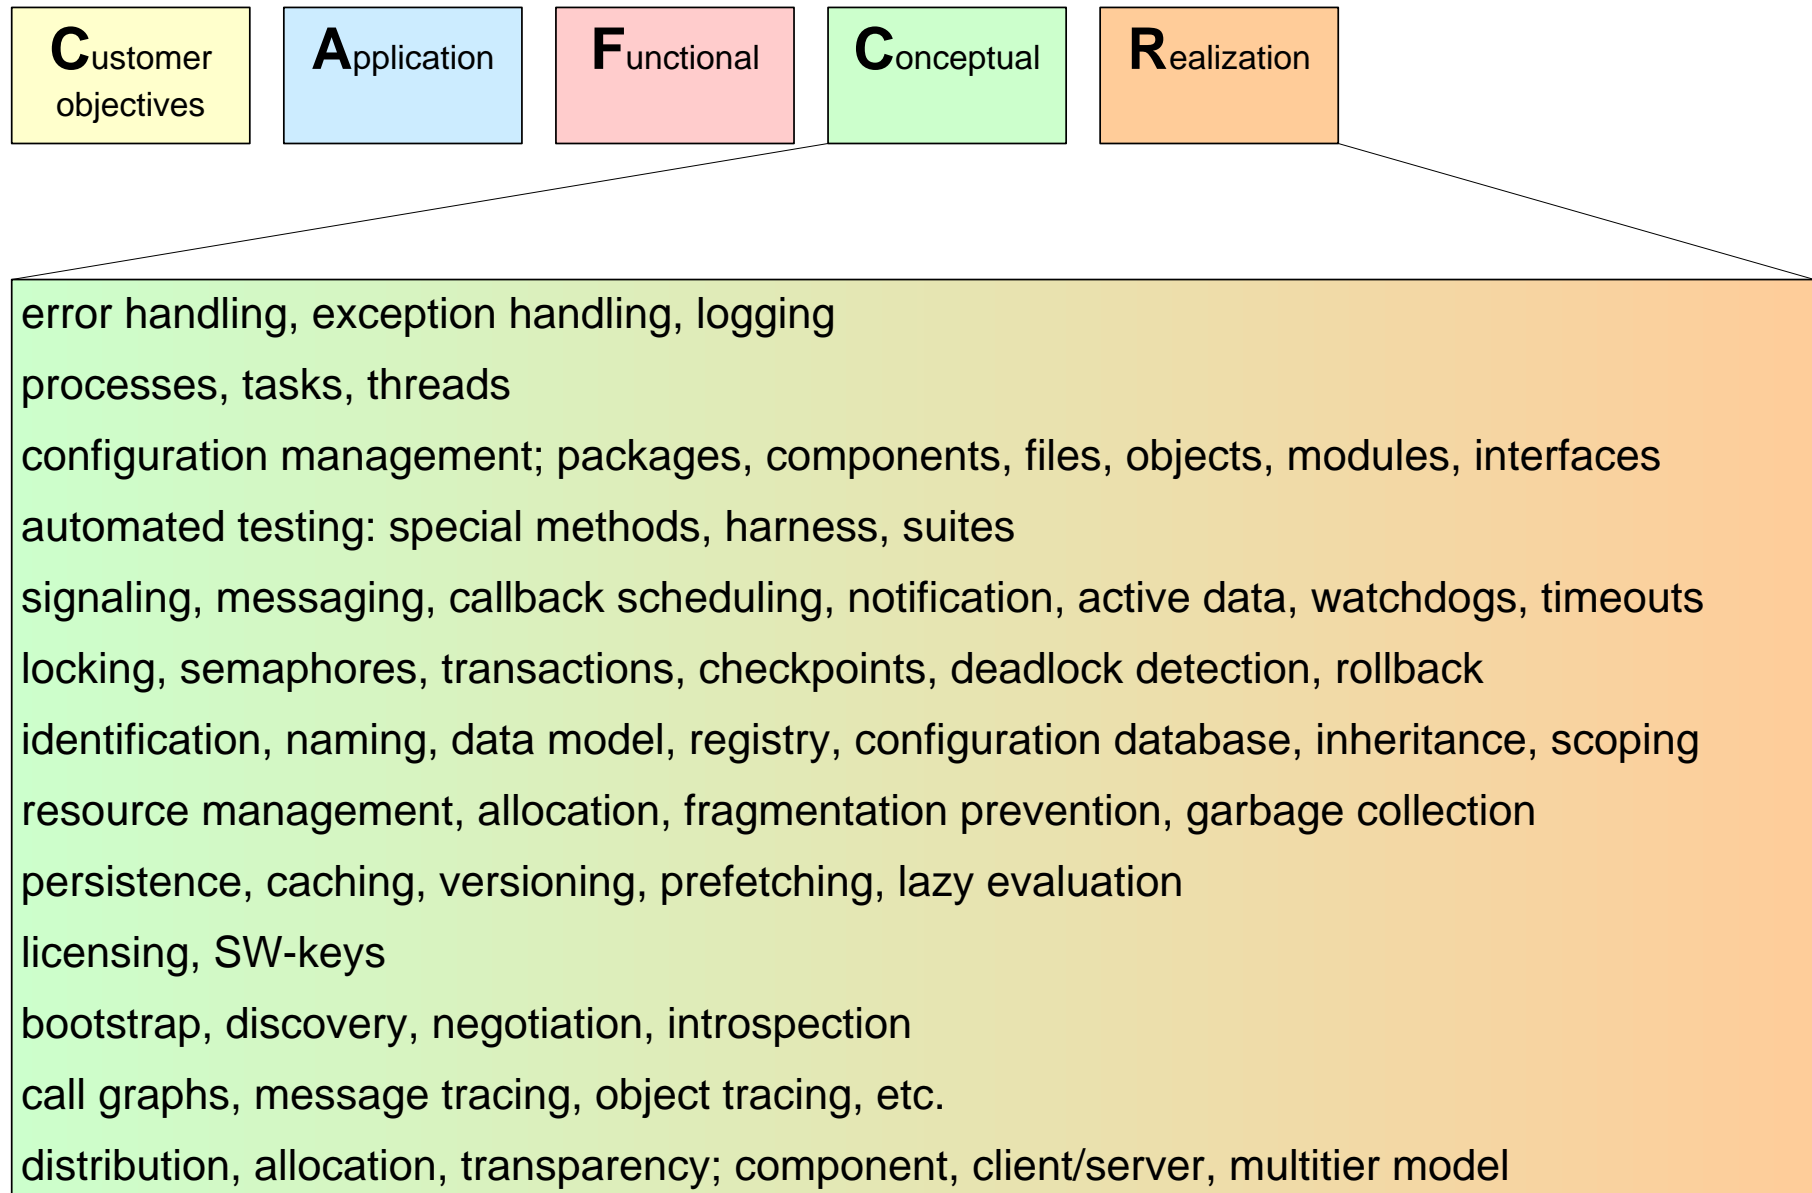 Customer
objectives
Application
Functional
Conceptual
Realization
error handling, exception handling, logging
processes, tasks, threads
configuration management; packages, components, files, objects, modules, interfaces
automated testing: special methods, harness, suites
signaling, messaging, callback scheduling, notification, active data, watchdogs, timeouts
locking, semaphores, transactions, checkpoints, deadlock detection, rollback
identification, naming, data model, registry, configuration database, inheritance, scoping
resource management, allocation, fragmentation prevention, garbage collection
persistence, caching, versioning, prefetching, lazy evaluation
licensing, SW-keys
bootstrap, discovery, negotiation, introspection
call graphs, message tracing, object tracing, etc.
distribution, allocation, transparency; component, client/server, multitier model